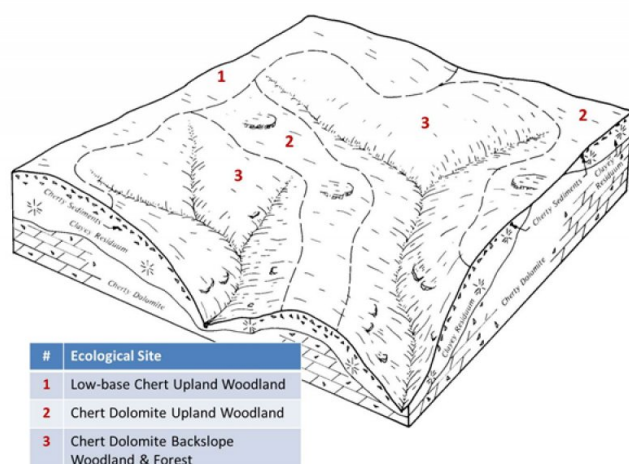 1
2
3
2
3
Cherty Sediments
Clayey Residuum
Cherty Dolomite
Cherty Sediments
Clayey
Residuum
Cherty Dolomite
Clayey Residuum
# Ecological Site
1 Low-base Chert Upland Woodland
2 Chert Dolomite Upland Woodland
3 Chert Dolomite Backslope
Woodland & Forest